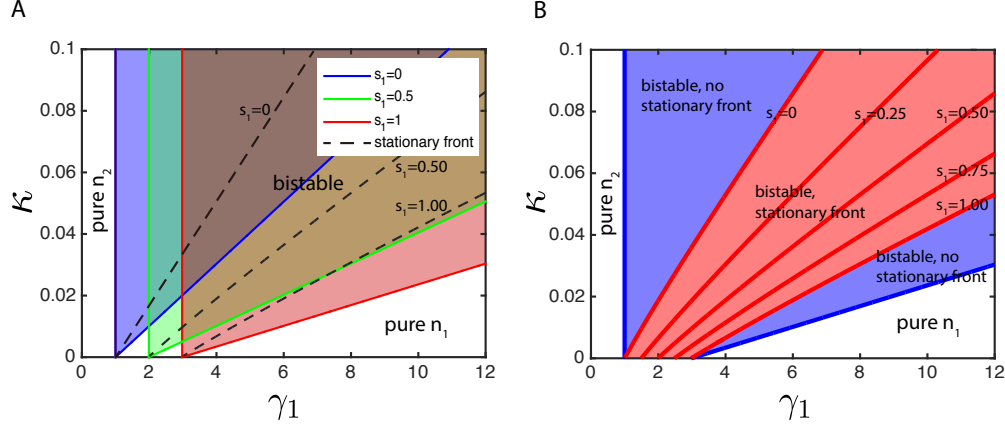 A
0.1
0.08
0.06
0.04
0.02
0
κ
pure n2
s1=0
s1=0
s1=0.5
s1=1
stationary front
bistable
s1=0.50
s1=1.00
pure n1
0 2 4 6 8 10 12
γ1
B
0.1
0.08
0.06
0.04
0.02
0
κ
pure n2
bistable, no
stationary front
s1=0
s1=0.25
s1=0.50
s1=0.75
s1=1.00
bistable,
stationary front
bistable, no
stationary front
pure n1
0 2 4 6 8 10 12
γ1